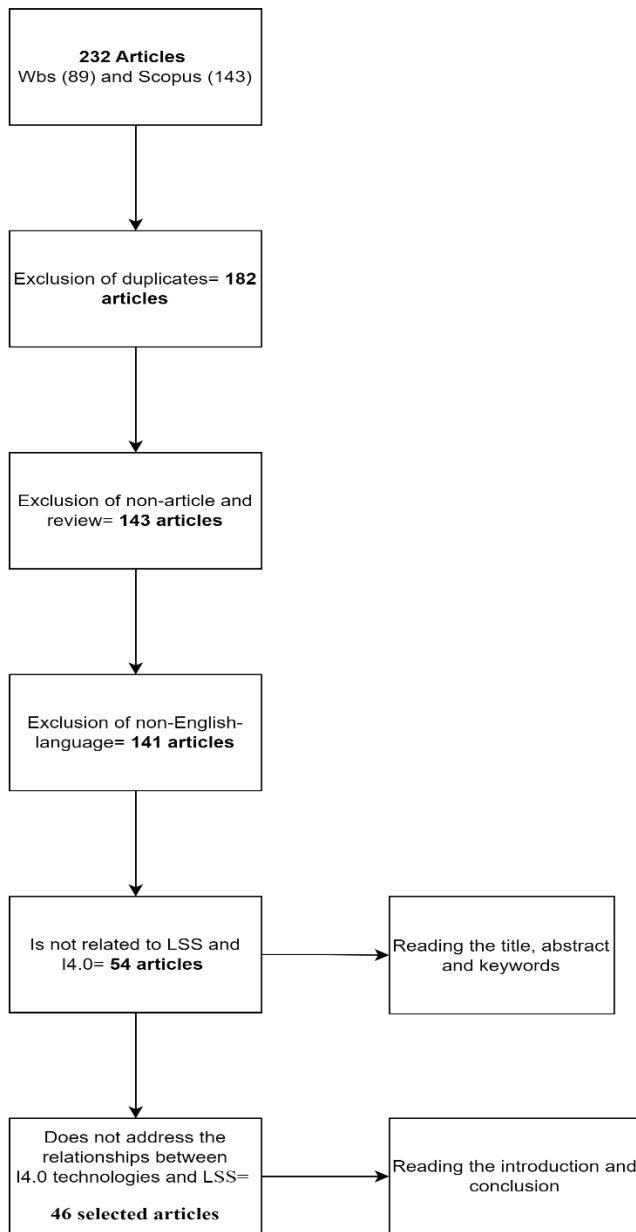 232 Articles
Wbs (89) and Scopus (143)
Exclusion of duplicates= 182
articles
Exclusion of non-article and
review= 143 articles
Exclusion of non-English-
language= 141 articles
Is not related to LSS and
I4.0= 54 articles
Reading the title, abstract
and keywords
Does not address the
relationships between
I4.0 technologies and LSS=
46 selected articles
Reading the introduction and
conclusion